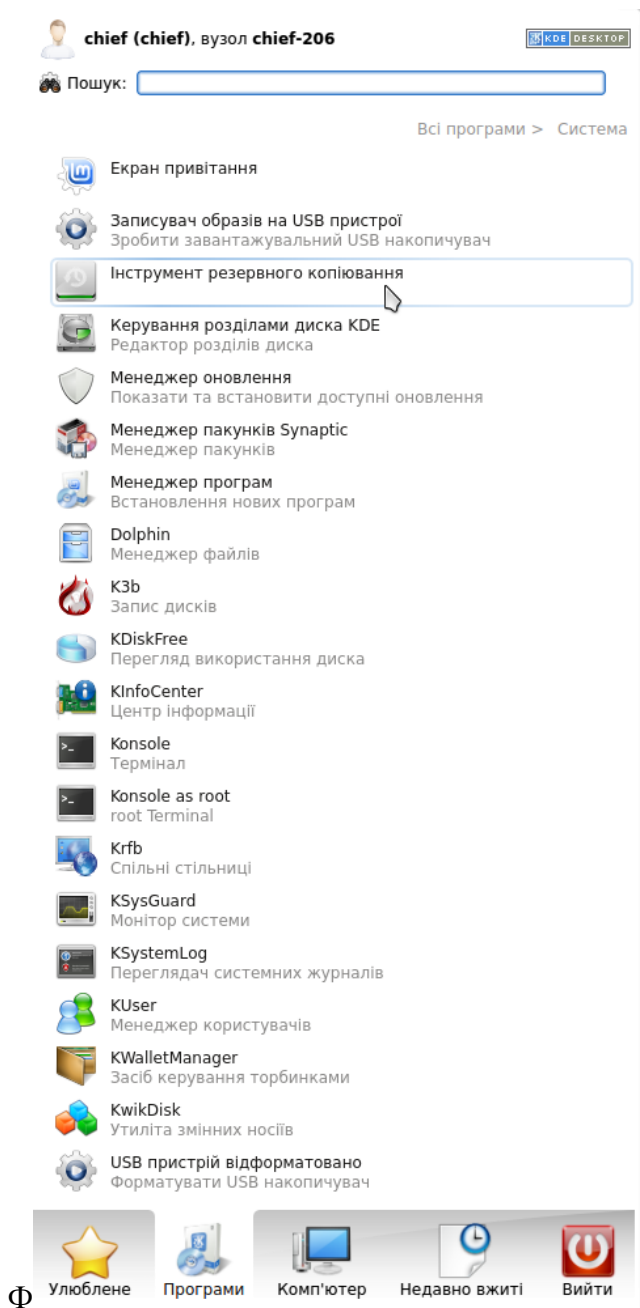 chief (chief), вузол chief-206
KDE DESKTOP
Пошук:
Всі програми > Система
Екран привітання
Записувач образів на USB пристрої
Зробити завантажувальний USB накопичувач
Інструмент резервного копіювання
Керування розділами диска KDE
Редактор розділів диска
Менеджер оновлення
Показати та встановити доступні оновлення
Менеджер пакунків Synaptic
Менеджер пакунків
Менеджер програм
Встановлення нових програм
Dolphin
Менеджер файлів
K3b
Запис дисків
KDiskFree
Перегляд використання диска
KInfoCenter
Центр інформації
Konsole
Термінал
Konsole as root
root Terminal
Krfb
Спільні стільниці
KSysGuard
Монітор системи
KSystemLog
Переглядач системних журналів
KUser
Менеджер користувачів
KWalletManager
Засіб керування торбинками
KwikDisk
Утиліта змінних носіїв
USB пристрій відформатовано
Форматувати USB накопичувач
Ф Улюблене Програми Комп'ютер Недавно вжиті Вийти